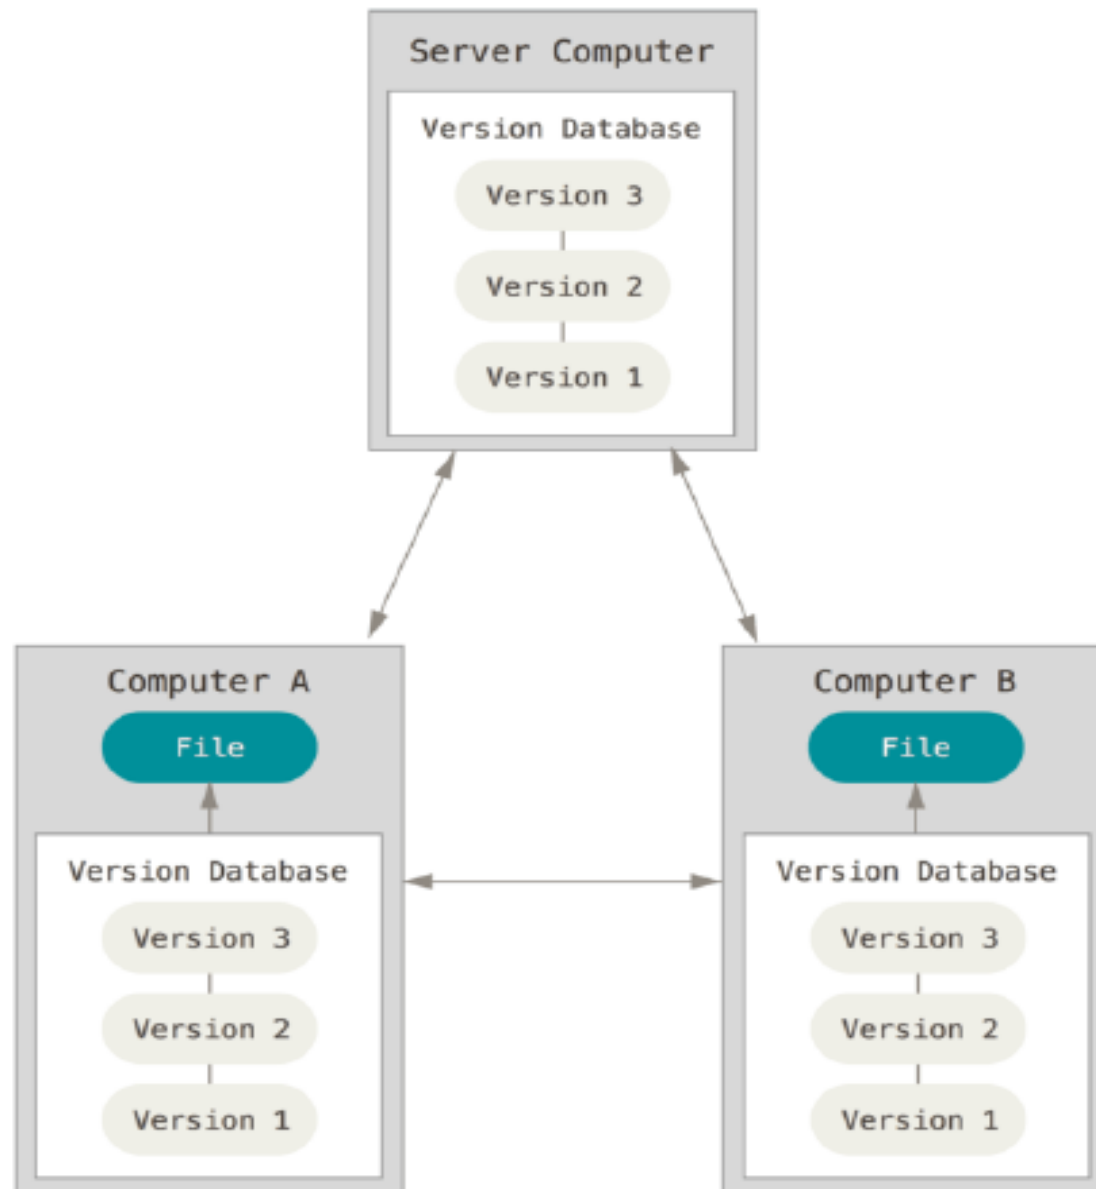 Server Computer
Version Database
Version 3
Version 2
Version 1
Computer A
File
Version Database
Version 3
Version 2
Version 1
Computer B
File
Version Database
Version 3
Version 2
Version 1